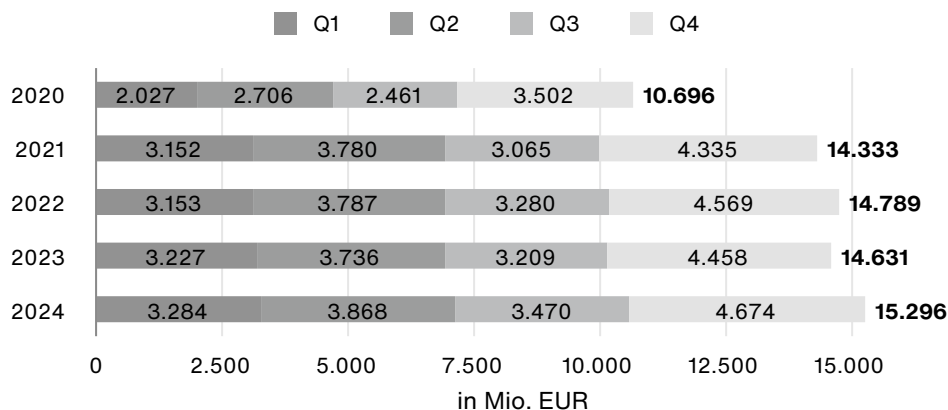 Q1 Q2 Q3 Q4
2020 2.027 2.706 2.461 3.502 10.696
2021 3.152 3.780 3.065 4.335 14.333
2022 3.153 3.787 3.280 4.569 14.789
2023 3.227 3.736 3.209 4.458 14.631
2024 3.284 3.868 3.470 4.674 15.296
0 2.500 5.000 7.500 10.000 12.500 15.000
in Mio. EUR